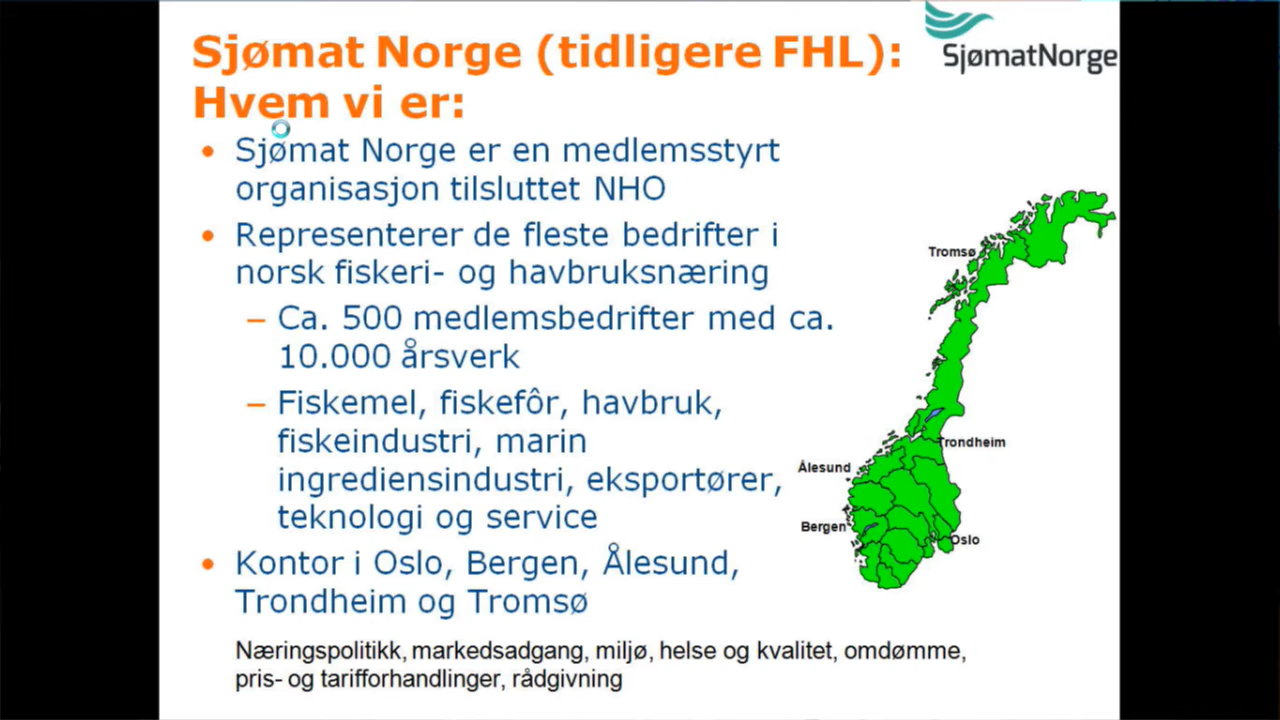 Sjømat Norge (tidligere FHL):
Hvem vi er:
SjømatNorge
• Sjømat Norge er en medlemsstyrt
organisasjon tilsluttet NHO
• Representerer de fleste bedrifter i
norsk fiskeri- og havbruksnæring
– Ca. 500 medlemsbedrifter med ca.
10.000 årsverk
– Fiskemel, fiskefôr, havbruk,
fiskeindustri, marin
ingrediensindustri, eksportører,
teknologi og service
• Kontor i Oslo, Bergen, Ålesund,
Trondheim og Tromsø
Næringspolitikk, markedsadgang, miljø, helse og kvalitet, omdømme,
pris- og tarifforhandlinger, rådgivning
Tromsø
Trondheim
Ålesund
Bergen
Oslo